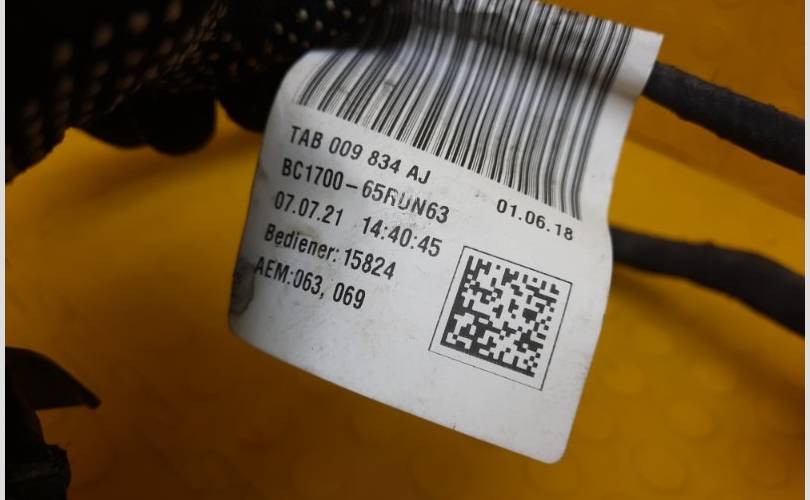 TAB 009 834 AJ
BC1700-65RUN63 01.06.18
07.07.21 14:40:45
Bediener: 15824
AEM:063, 069